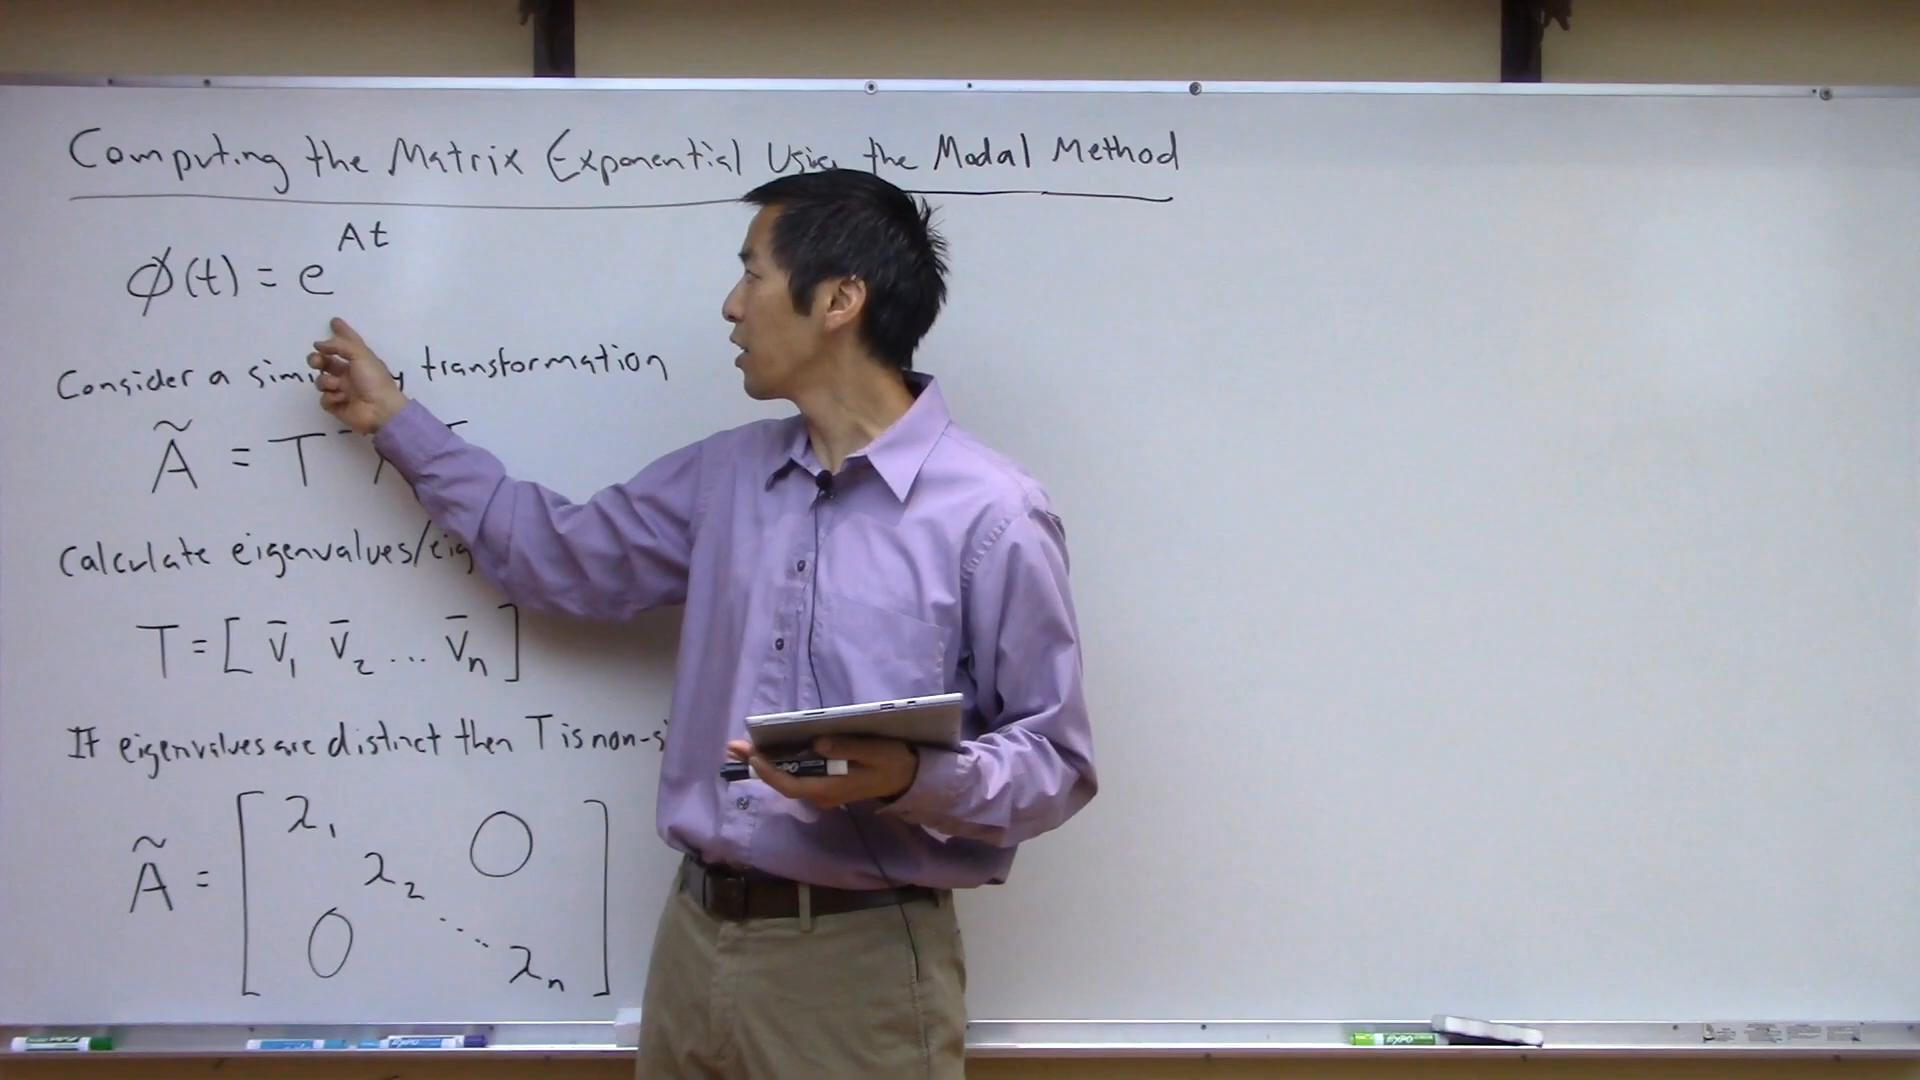 Computing the Matrix Exponential Using the Modal Method
ϕ(t) = e^{At}
Consider a transformation
Ã = T⁻
Calculate eigenvalues/
T = [ v̄₁ v̄₂ ... v̄ₙ ]
If eigenvalues are distinct then T is non-
Ã = [ λ₁ 0
λ₂
0 ⋱
λₙ ]